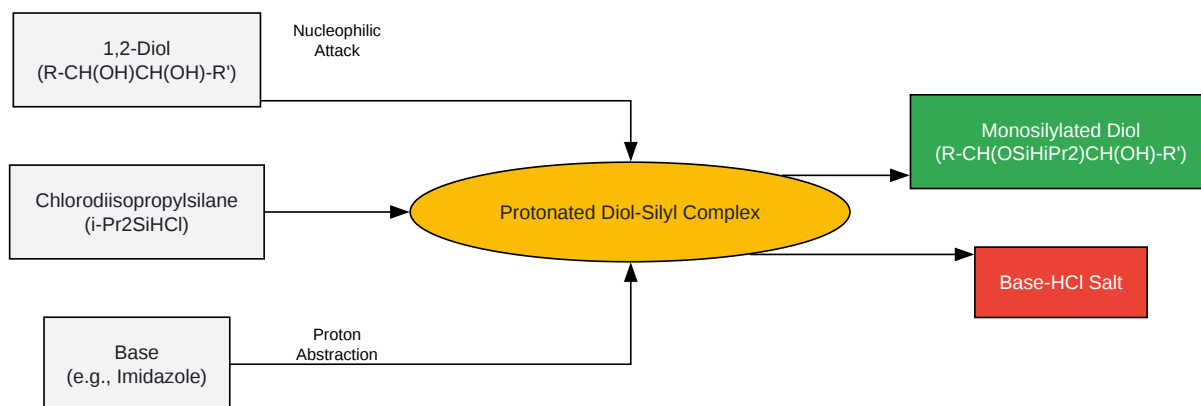 1,2-Diol
(R-CH(OH)CH(OH)-R')
Nucleophilic
Attack
Chlorodiisopropylsilane
(i-Pr2SiHCl)
Protonated Diol-Silyl Complex
Monosilylated Diol
(R-CH(OSiHiPr2)CH(OH)-R')
Base-HCl Salt
Base
(e.g., Imidazole)
Proton
Abstraction